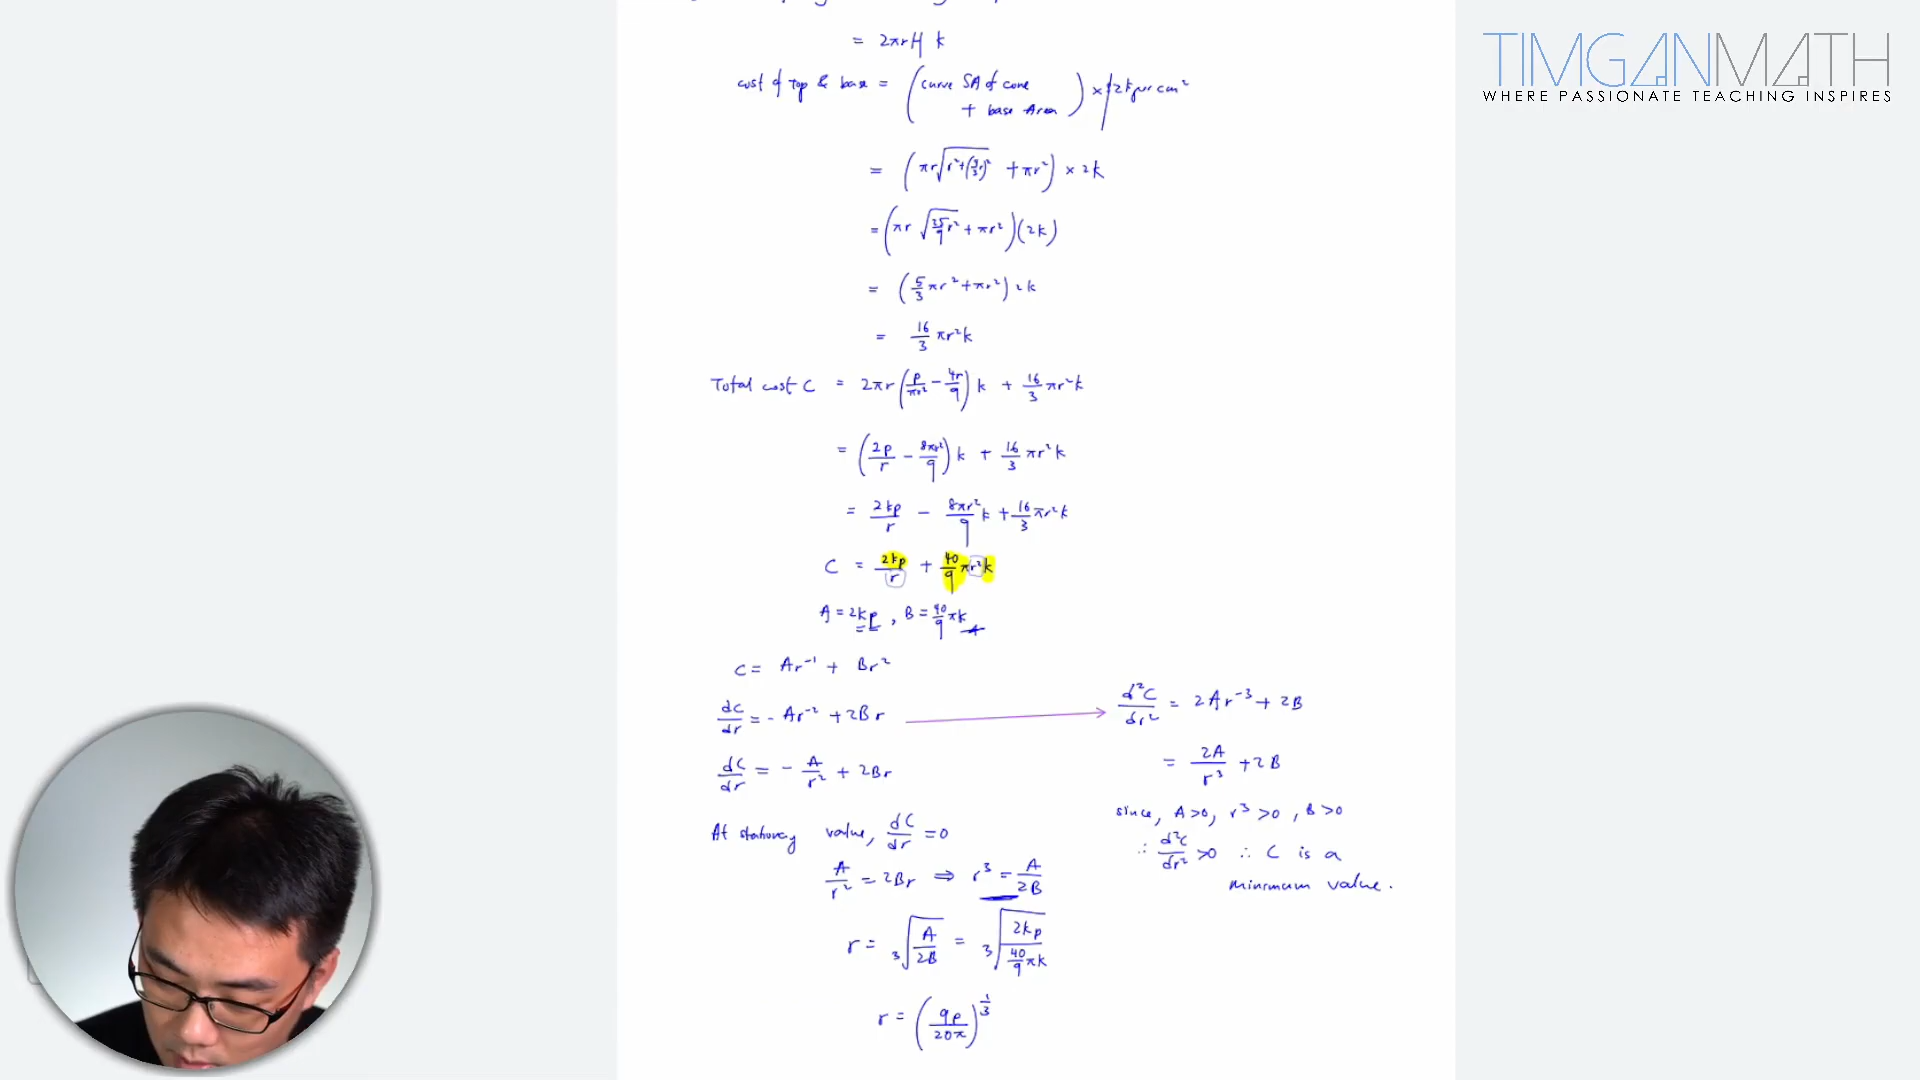 TIMGANMATH
WHERE PASSIONATE TEACHING INSPIRES
= 2πrH k
cost of top & base = (curve SA of cone + base Area) × $2k per cm²
= (πr√(r²+(4/3r)²) + πr²) × 2k
= (πr √(25/9 r²) + πr²)(2k)
= (5/3 πr² + πr²) 2k
= 16/3 πr²k
Total cost C = 2πr (p/πr² - 4r/9) k + 16/3 πr²k
= (2p/r - 8πr²/9) k + 16/3 πr²k
= 2kp/r - 8πr²/9 k + 16/3 πr²k
C = 2kp/r + 40/9 πr²k
A = 2kp, B = 40/9 πk
C = Ar⁻¹ + Br²
dC/dr = - Ar⁻² + 2Br
dC/dr = - A/r² + 2Br
At stationary value, dC/dr = 0
A/r² = 2Br ⇒ r³ = A/2B
r = ³√(A/2B) = ³√(2kp/(40/9 πk))
r = (9p/20π)^(1/3)
d²C/dr² = 2Ar⁻³ + 2B
= 2A/r³ + 2B
since, A>0, r³>0, B>0
∴ d²C/dr² >0 ∴ C is a
minimum value.